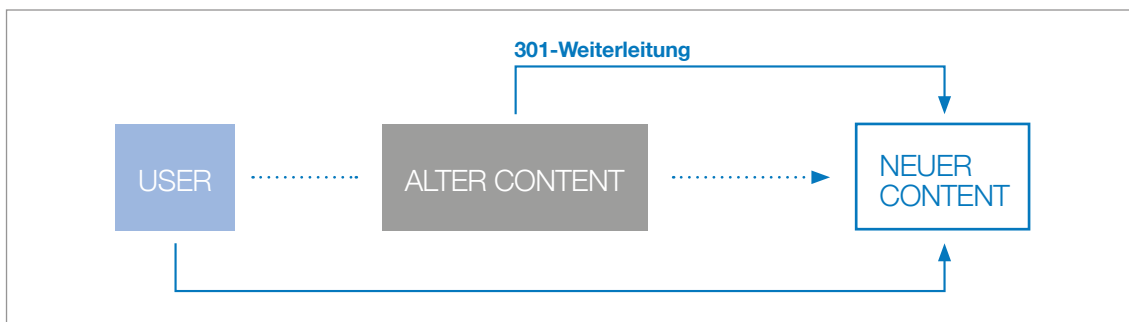 301-Weiterleitung
USER
ALTER CONTENT
NEUER
CONTENT